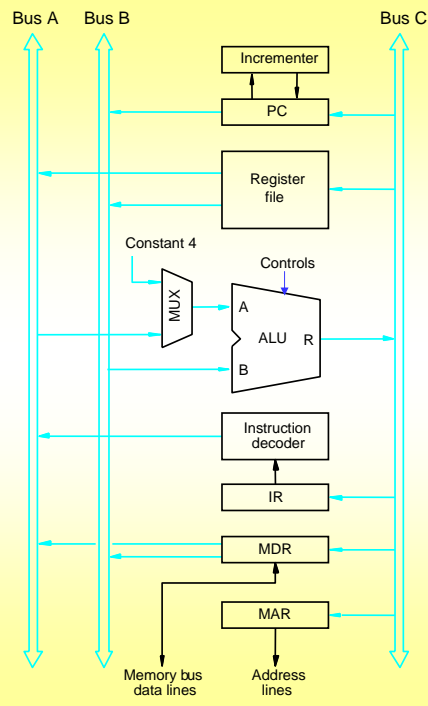 Bus A
Bus B
Bus C
Incrementer
PC
Register
file
Constant 4
Controls
MUX
A
ALU
R
B
Instruction
decoder
IR
MDR
MAR
Memory bus
data lines
Address
lines